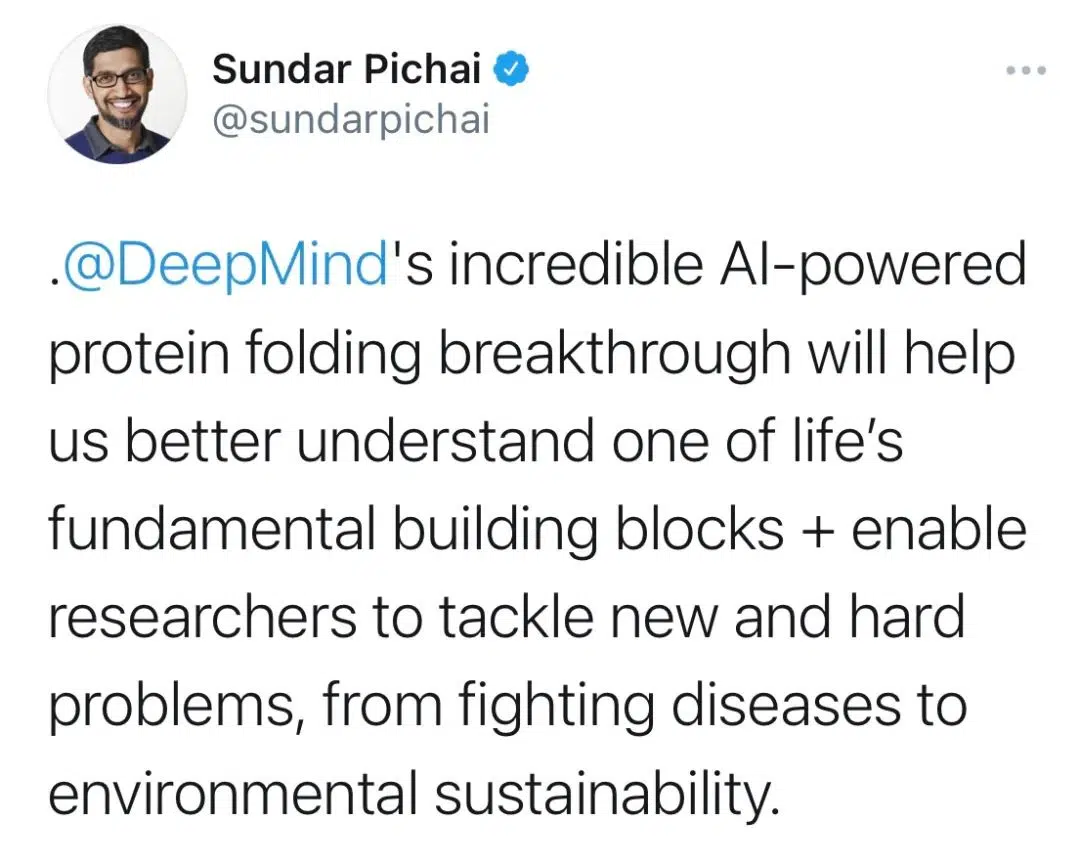 Sundar Pichai
@sundarpichai
.@DeepMind's incredible AI-powered
protein folding breakthrough will help
us better understand one of life’s
fundamental building blocks + enable
researchers to tackle new and hard
problems, from fighting diseases to
environmental sustainability.